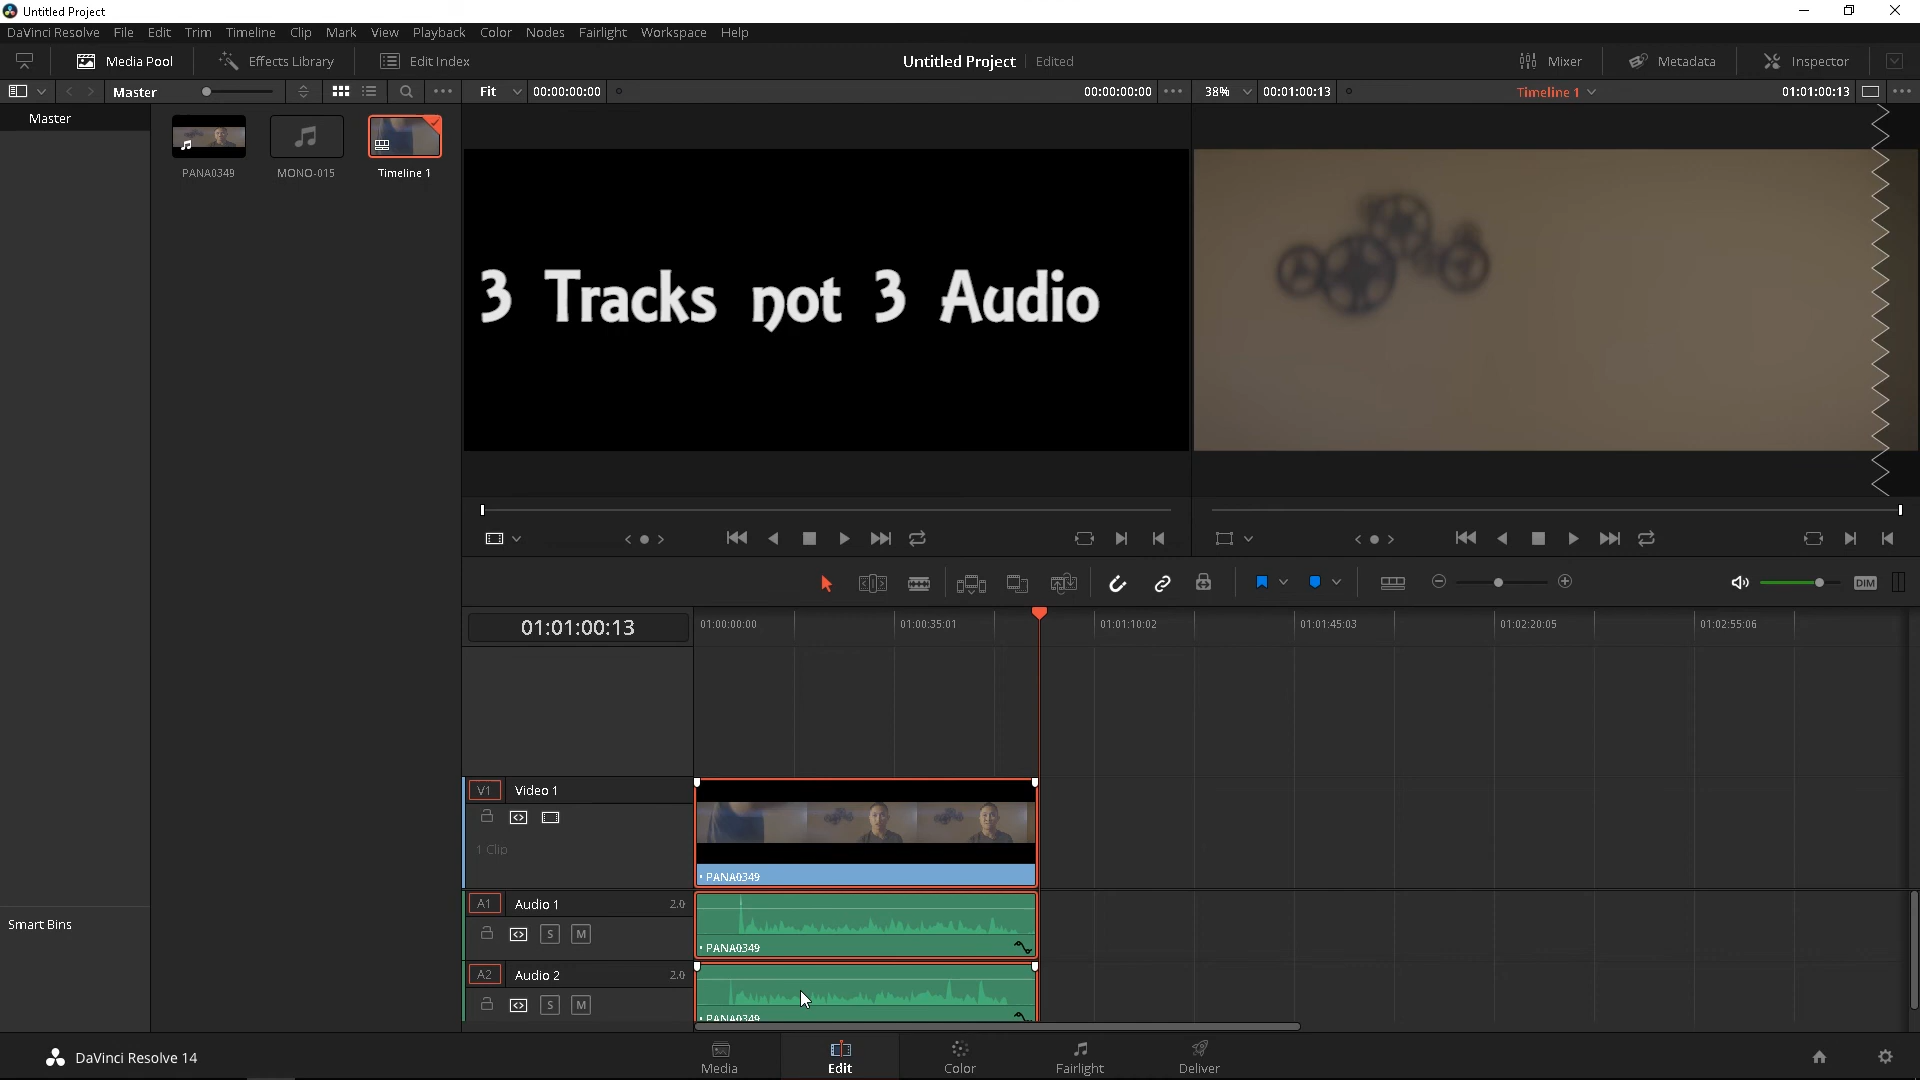 Untitled Project
DaVinci Resolve File Edit Trim Timeline Clip Mark View Playback Color Nodes Fairlight Workspace Help
Media Pool Effects Library Edit Index Untitled Project Edited Mixer Metadata Inspector
Master Fit 00:00:00:00 00:00:00:00 38% 00:01:00:13 Timeline 1 01:01:00:13
Master
PANA0349 MONO-015 Timeline 1
3 Tracks not 3 Audio
DIM
01:01:00:13 01:00:00:00 01:00:35:01 01:01:10:02 01:01:45:03 01:02:20:05 01:02:55:06
V1 Video 1
1 Clip
• PANA0349
A1 Audio 1 2.0
S M
• PANA0349
A2 Audio 2 2.0
S M
• PANA0349
Smart Bins
DaVinci Resolve 14
Media Edit Color Fairlight Deliver